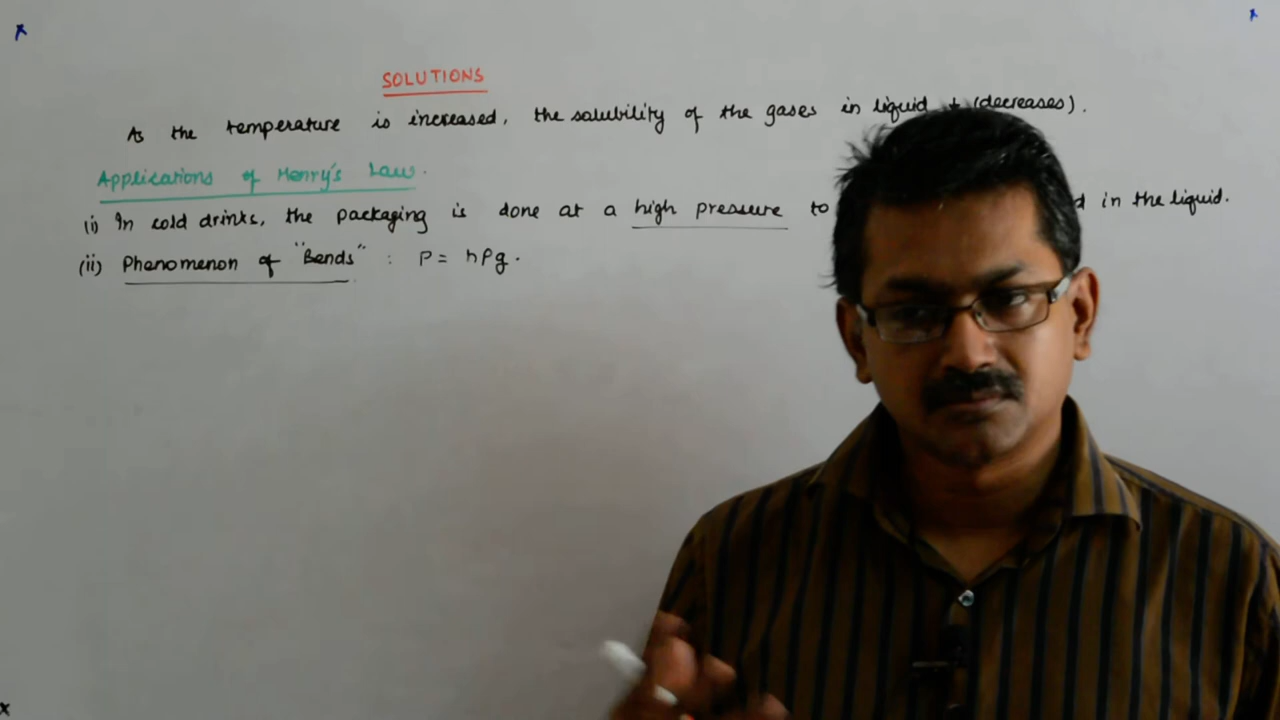 SOLUTIONS
As the temperature is increased, the solubility of the gases in liquid ↓ (decreases).
Applications of Henry's Law.
(i) In cold drinks, the packaging is done at a high pressure to in the liquid.
(ii) Phenomenon of "Bends" : P = hρg.